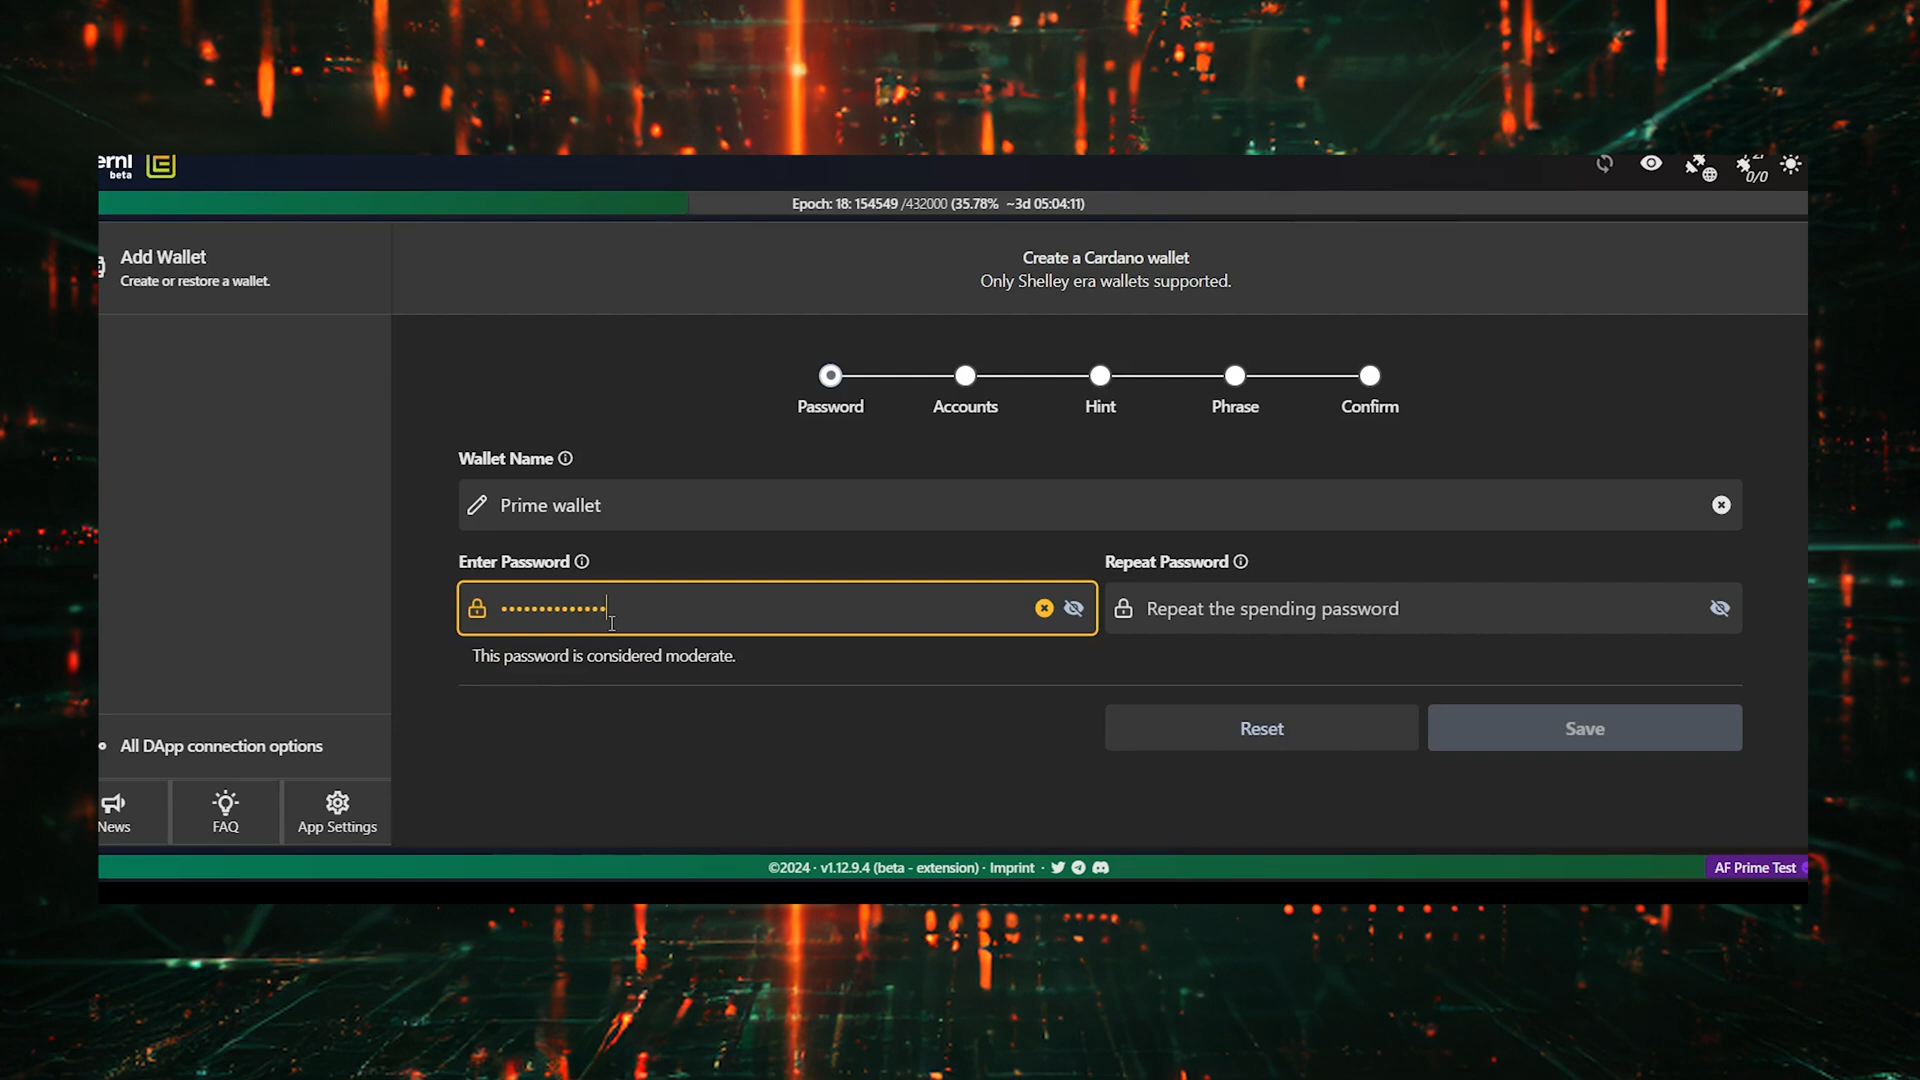 ernl
beta
0/0
Epoch: 18: 154549 /432000 (35.78% ~3d 05:04:11)
Add Wallet
Create or restore a wallet.
Create a Cardano wallet
Only Shelley era wallets supported.
Password
Accounts
Hint
Phrase
Confirm
Wallet Name
Prime wallet
Enter Password
Repeat Password
••••••••••••••
Repeat the spending password
This password is considered moderate.
Reset
Save
All DApp connection options
News
FAQ
App Settings
©2024 · v1.12.9.4 (beta - extension) · Imprint ·
AF Prime Test